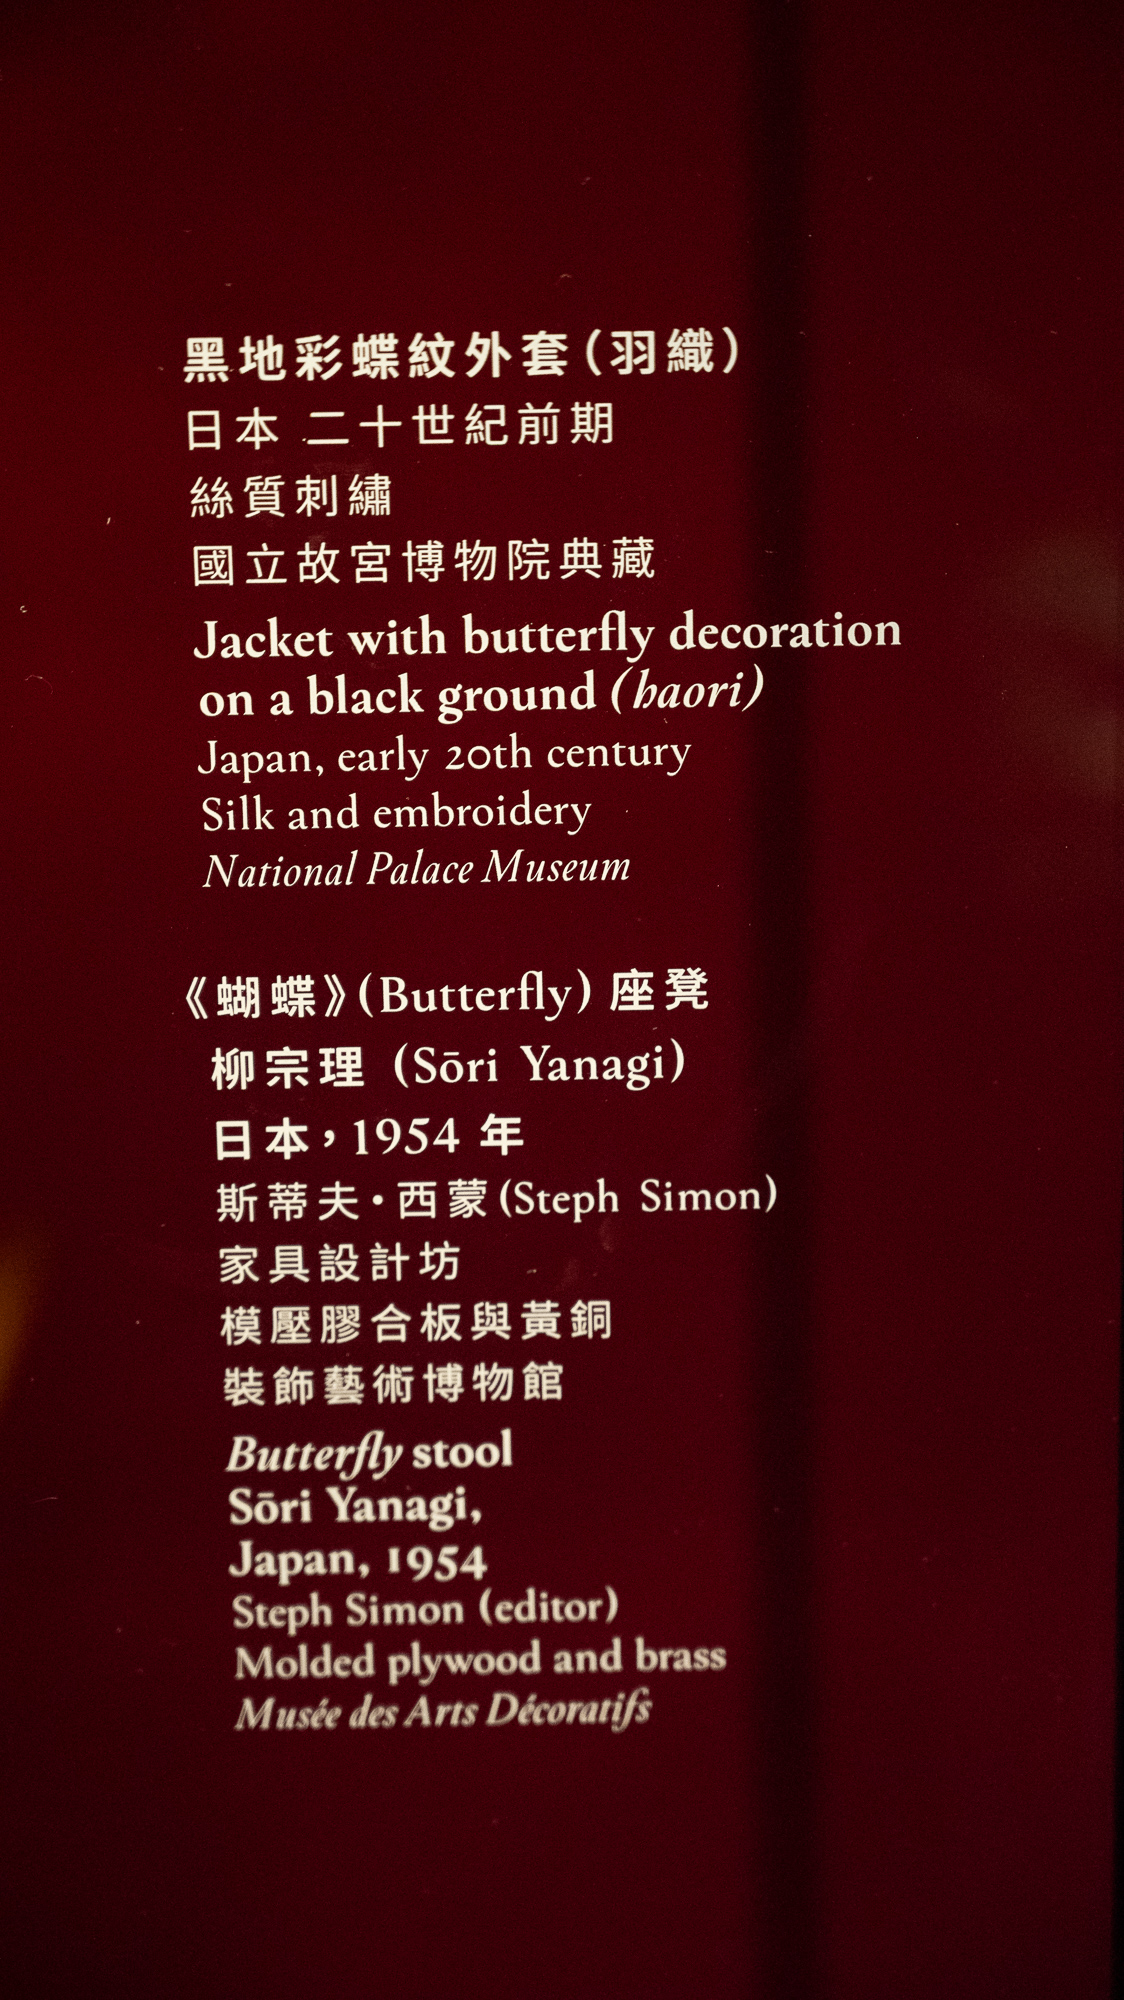 黑地彩蝶紋外套（羽織）
日本 二十世紀前期
絲質刺繡
國立故宮博物院典藏
Jacket with butterfly decoration
on a black ground (haori)
Japan, early 20th century
Silk and embroidery
National Palace Museum
《蝴蝶》(Butterfly) 座凳
柳宗理 (Sōri Yanagi)
日本，1954 年
斯蒂夫・西蒙 (Steph Simon)
家具設計坊
模壓膠合板與黃銅
裝飾藝術博物館
Butterfly stool
Sōri Yanagi,
Japan, 1954
Steph Simon (editor)
Molded plywood and brass
Musée des Arts Décoratifs